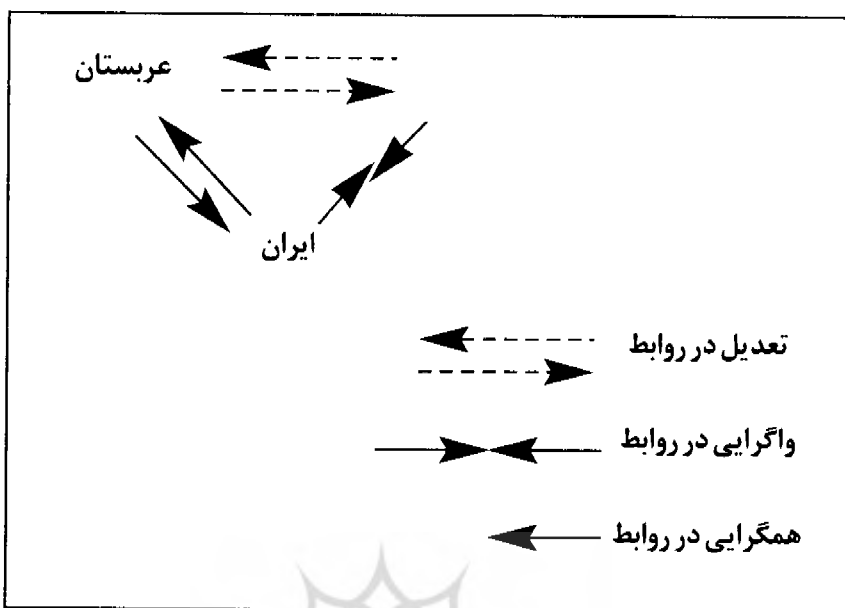 عربستان
ایران
تعدیل در روابط
واگرایی در روابط
همگرایی در روابط